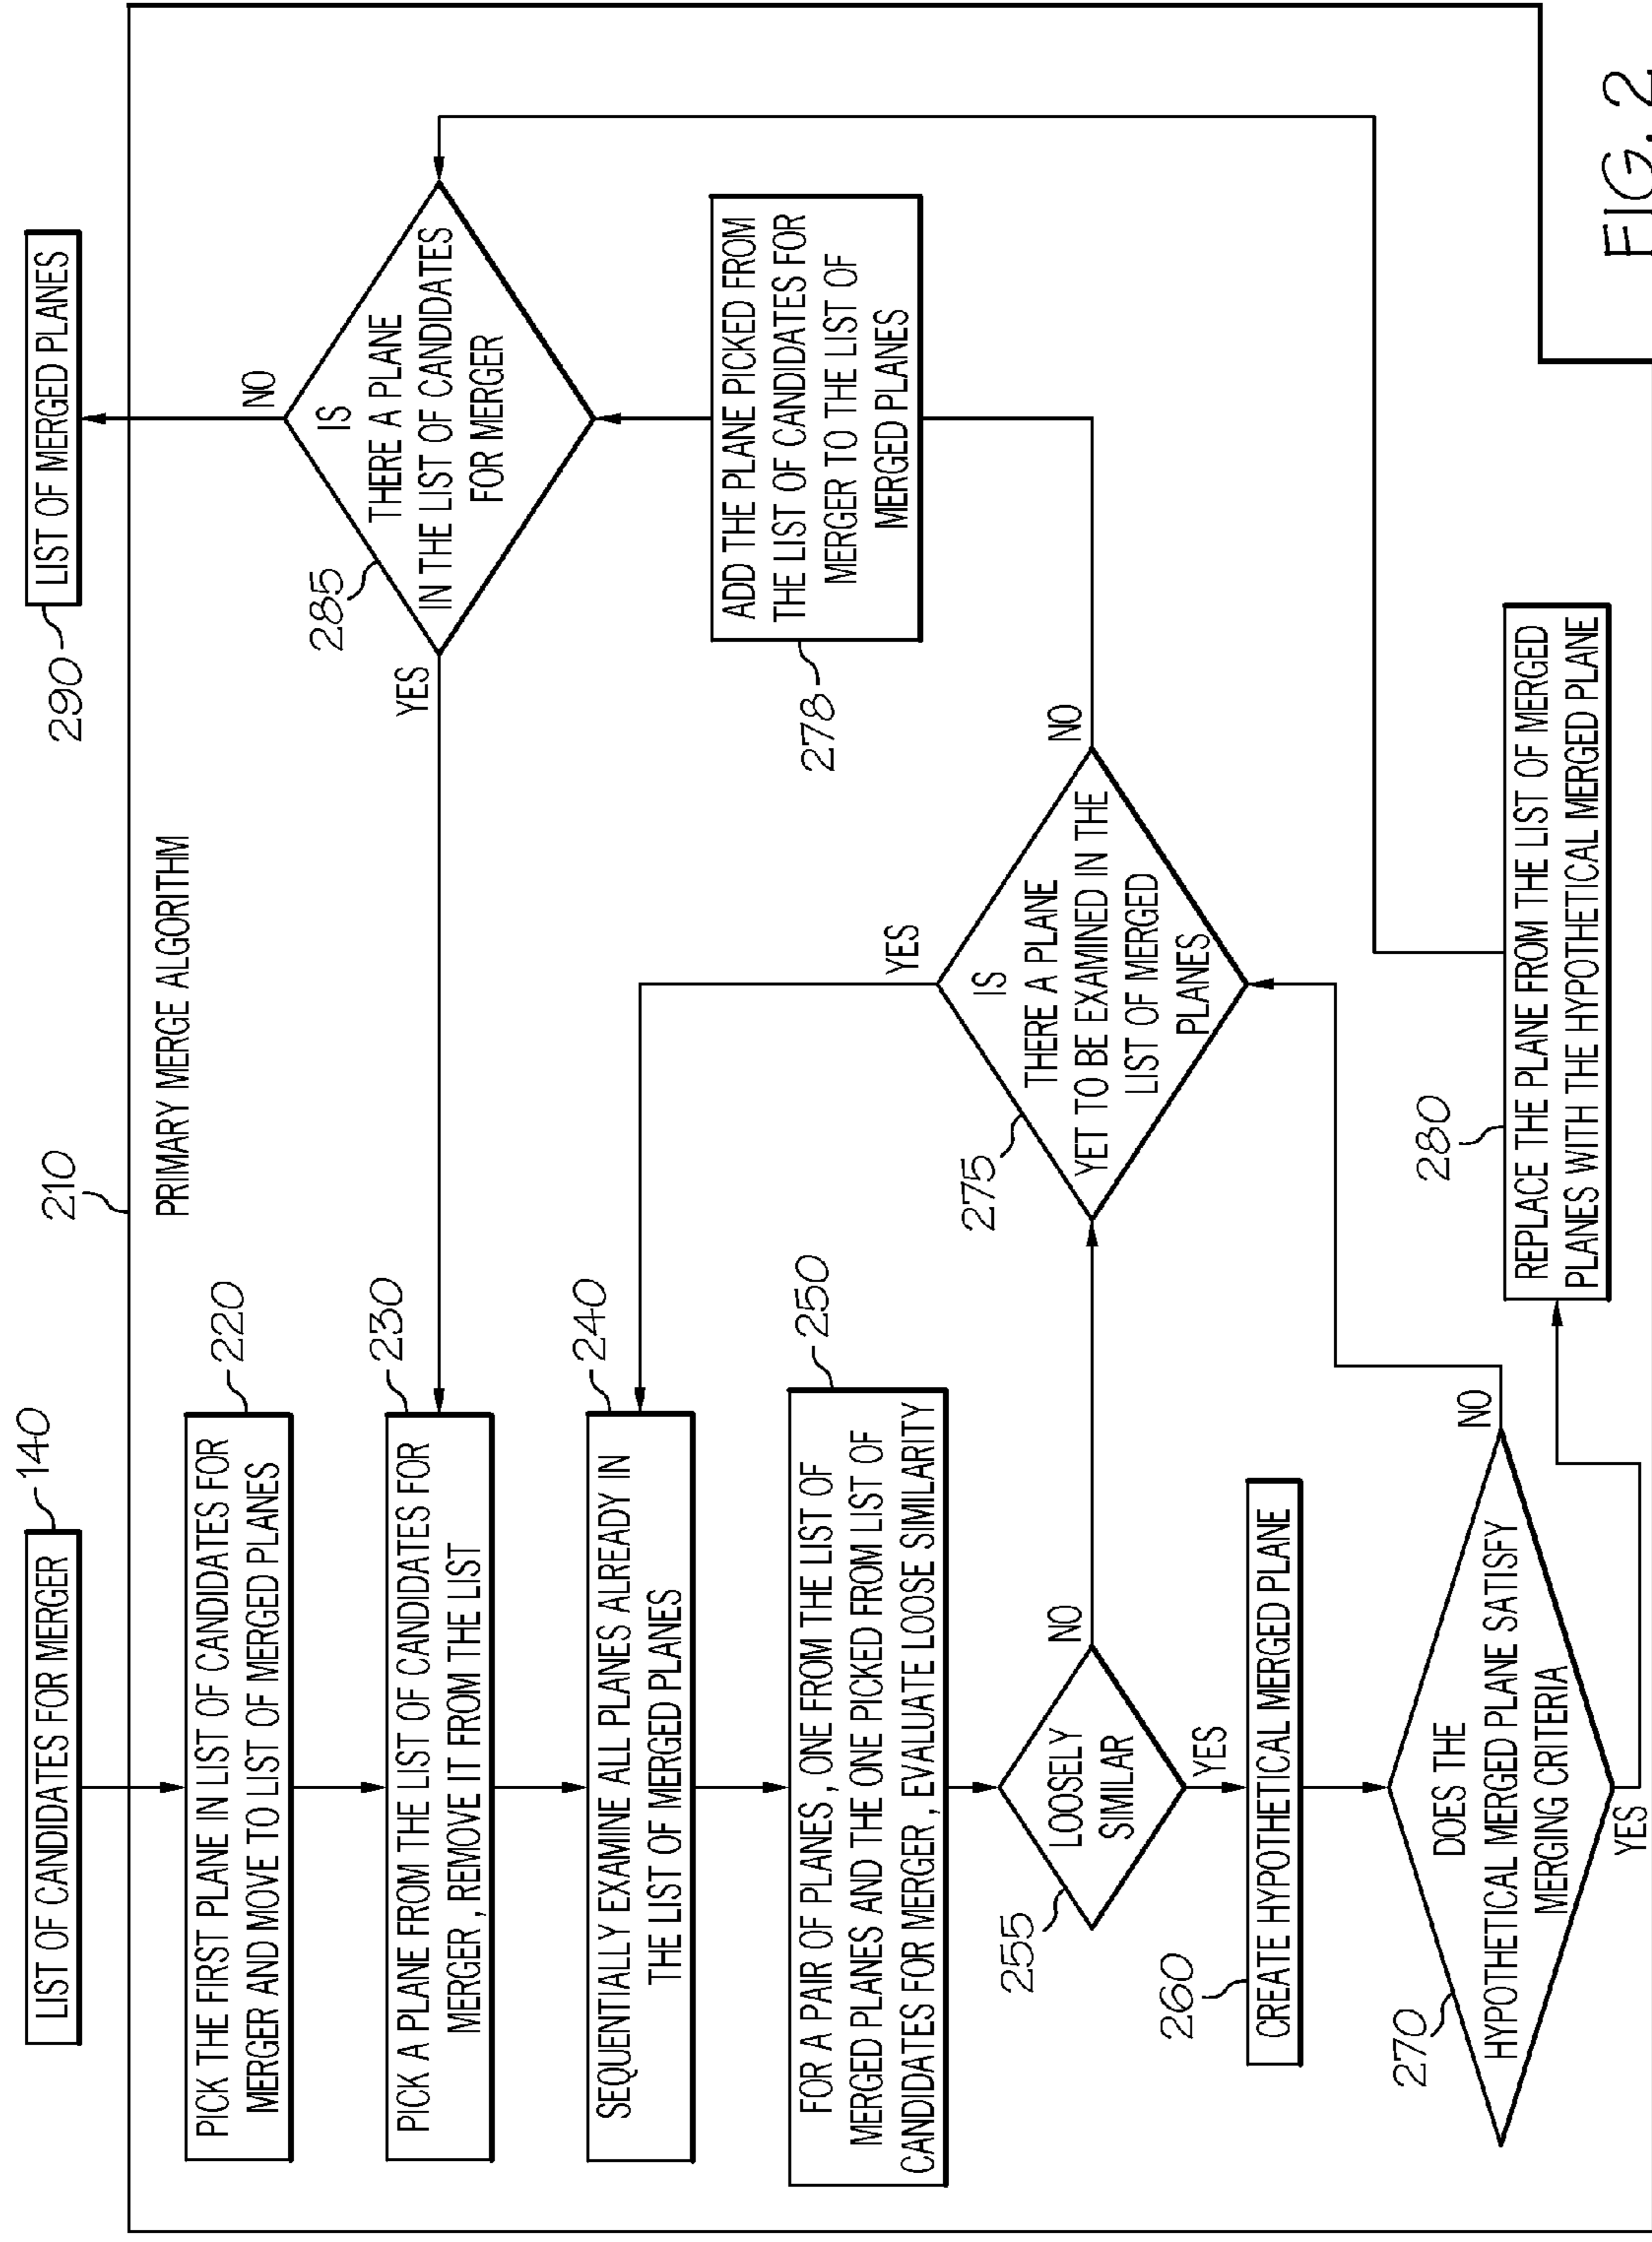 LIST OF CANDIDATES FOR MERGER
140
210
290
LIST OF MERGED PLANES
PRIMARY MERGE ALGORITHM
PICK THE FIRST PLANE IN LIST OF CANDIDATES FOR
MERGER AND MOVE TO LIST OF MERGED PLANES
220
PICK A PLANE FROM THE LIST OF CANDIDATES FOR
MERGER, REMOVE IT FROM THE LIST
230
SEQUENTIALLY EXAMINE ALL PLANES ALREADY IN
THE LIST OF MERGED PLANES
240
FOR A PAIR OF PLANES, ONE FROM THE LIST OF
MERGED PLANES AND THE ONE PICKED FROM LIST OF
CANDIDATES FOR MERGER, EVALUATE LOOSE SIMILARITY
250
LOOSELY
SIMILAR
255
NO
YES
CREATE HYPOTHETICAL MERGED PLANE
260
DOES THE
HYPOTHETICAL MERGED PLANE SATISFY
MERGING CRITERIA
270
NO
YES
IS
THERE A PLANE
YET TO BE EXAMINED IN THE
LIST OF MERGED
PLANES
275
YES
NO
ADD THE PLANE PICKED FROM
THE LIST OF CANDIDATES FOR
MERGER TO THE LIST OF
MERGED PLANES
278
REPLACE THE PLANE FROM THE LIST OF MERGED
PLANES WITH THE HYPOTHETICAL MERGED PLANE
280
IS
THERE A PLANE
IN THE LIST OF CANDIDATES
FOR MERGER
285
YES
NO
FIG. 2